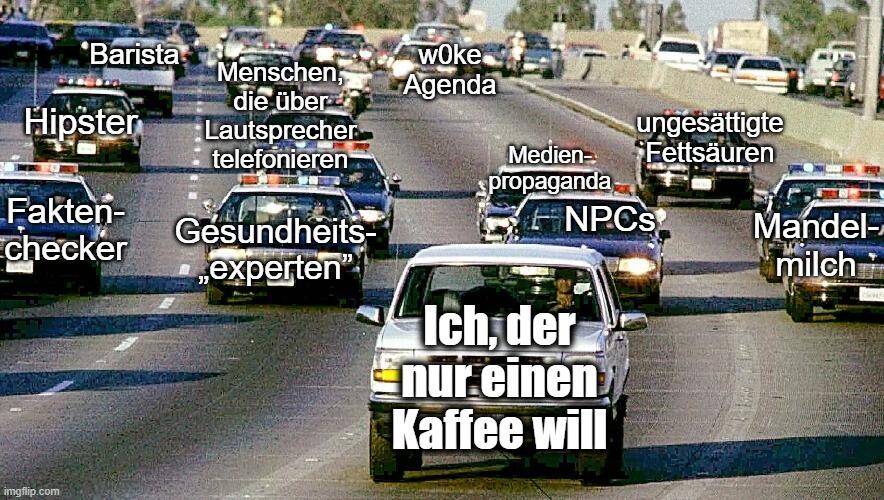 Barista
w0ke
Agenda
Menschen,
die über
Lautsprecher
telefonieren
Hipster
ungesättigte
Fettsäuren
Medien-
propaganda
Fakten-
checker
Gesundheits-
„experten”
NPCs
Mandel-
milch
Ich, der
nur einen
Kaffee will
imgflip.com